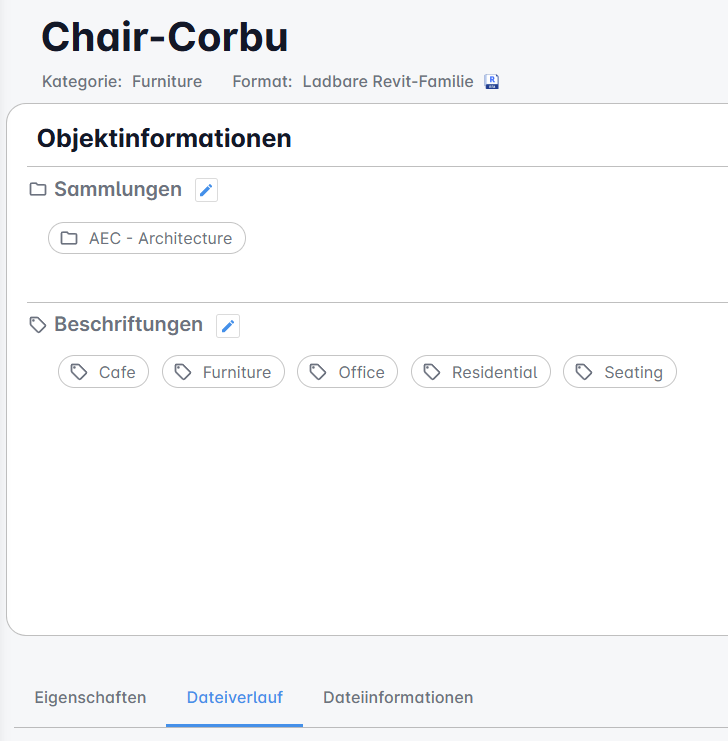 Chair-Corbu
Kategorie: Furniture Format: Ladbare Revit-Familie
Objektinformationen
Sammlungen
AEC - Architecture
Beschriftungen
Cafe Furniture Office Residential Seating
Eigenschaften Dateiverlauf Dateiinformationen